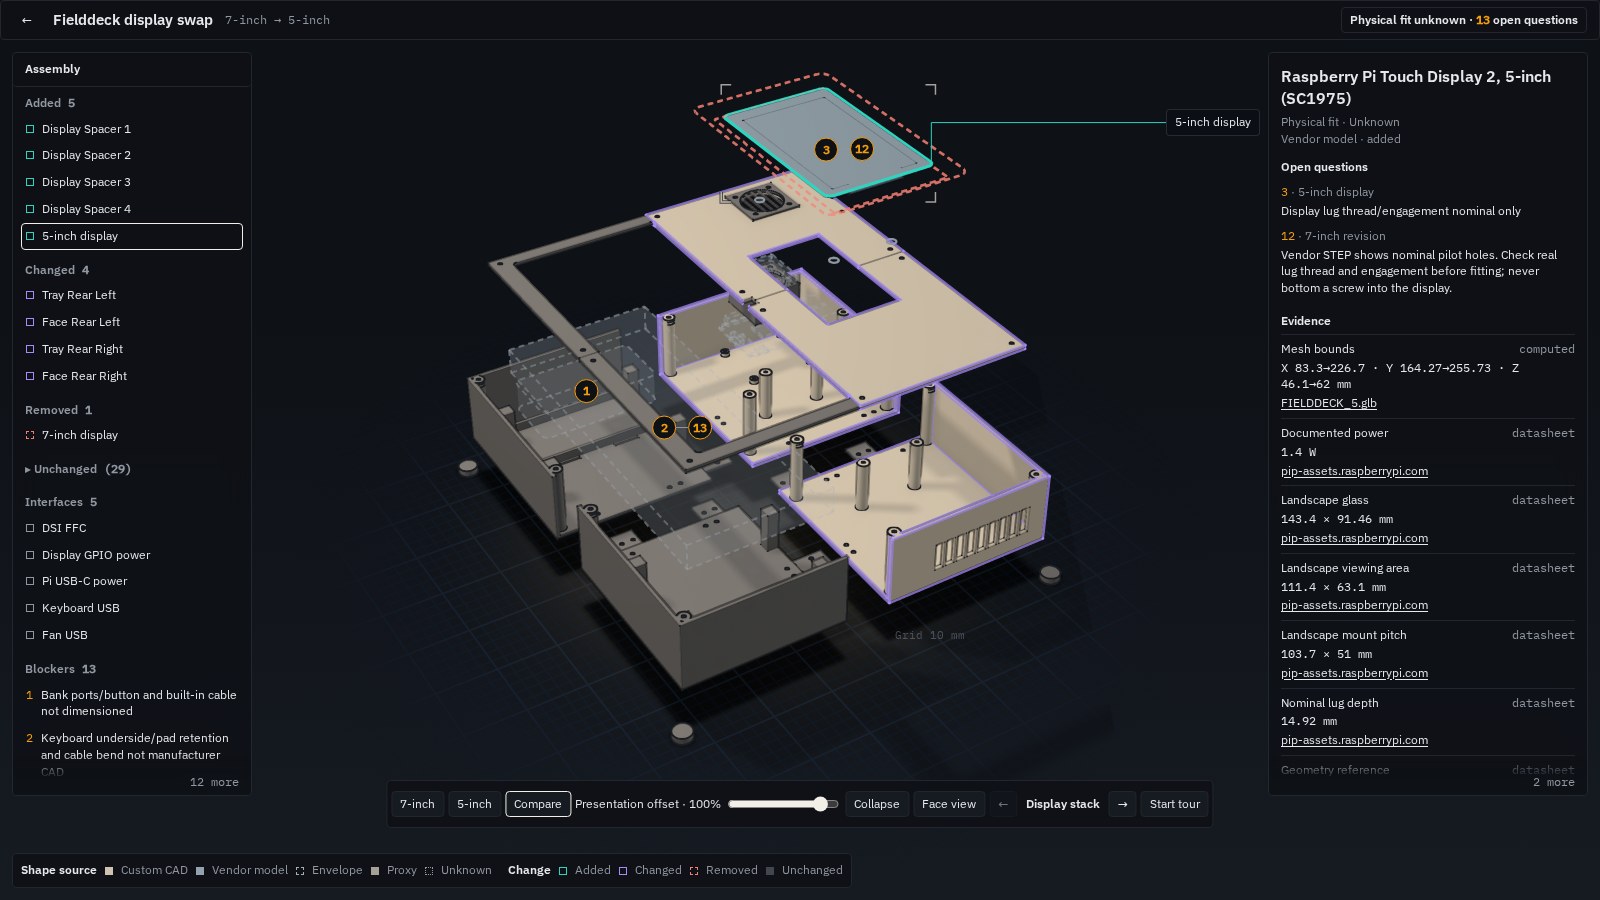 ← Fielddeck display swap 7-inch → 5-inch
Physical fit unknown · 13 open questions
Assembly
Added 5
Display Spacer 1
Display Spacer 2
Display Spacer 3
Display Spacer 4
5-inch display
Changed 4
Tray Rear Left
Face Rear Left
Tray Rear Right
Face Rear Right
Removed 1
7-inch display
▸ Unchanged (29)
Interfaces 5
DSI FFC
Display GPIO power
Pi USB-C power
Keyboard USB
Fan USB
Blockers 13
1 Bank ports/button and built-in cable
not dimensioned
2 Keyboard underside/pad retention
and cable bend not manufacturer
CAD
12 more
3 12
5-inch display
1
2 13
Grid 10 mm
7-inch 5-inch Compare Presentation offset · 100% Collapse Face view ← Display stack → Start tour
Raspberry Pi Touch Display 2, 5-inch
(SC1975)
Physical fit · Unknown
Vendor model · added
Open questions
3 · 5-inch display
Display lug thread/engagement nominal only
12 · 7-inch revision
Vendor STEP shows nominal pilot holes. Check real
lug thread and engagement before fitting; never
bottom a screw into the display.
Evidence
Mesh bounds computed
X 83.3→226.7 · Y 164.27→255.73 · Z
46.1→62 mm
FIELDDECK_5.glb
Documented power datasheet
1.4 W
pip-assets.raspberrypi.com
Landscape glass datasheet
143.4 × 91.46 mm
pip-assets.raspberrypi.com
Landscape viewing area datasheet
111.4 × 63.1 mm
pip-assets.raspberrypi.com
Landscape mount pitch datasheet
103.7 × 51 mm
pip-assets.raspberrypi.com
Nominal lug depth datasheet
14.92 mm
pip-assets.raspberrypi.com
Geometry reference datasheet
2 more
Shape source Custom CAD Vendor model Envelope Proxy Unknown Change Added Changed Removed Unchanged